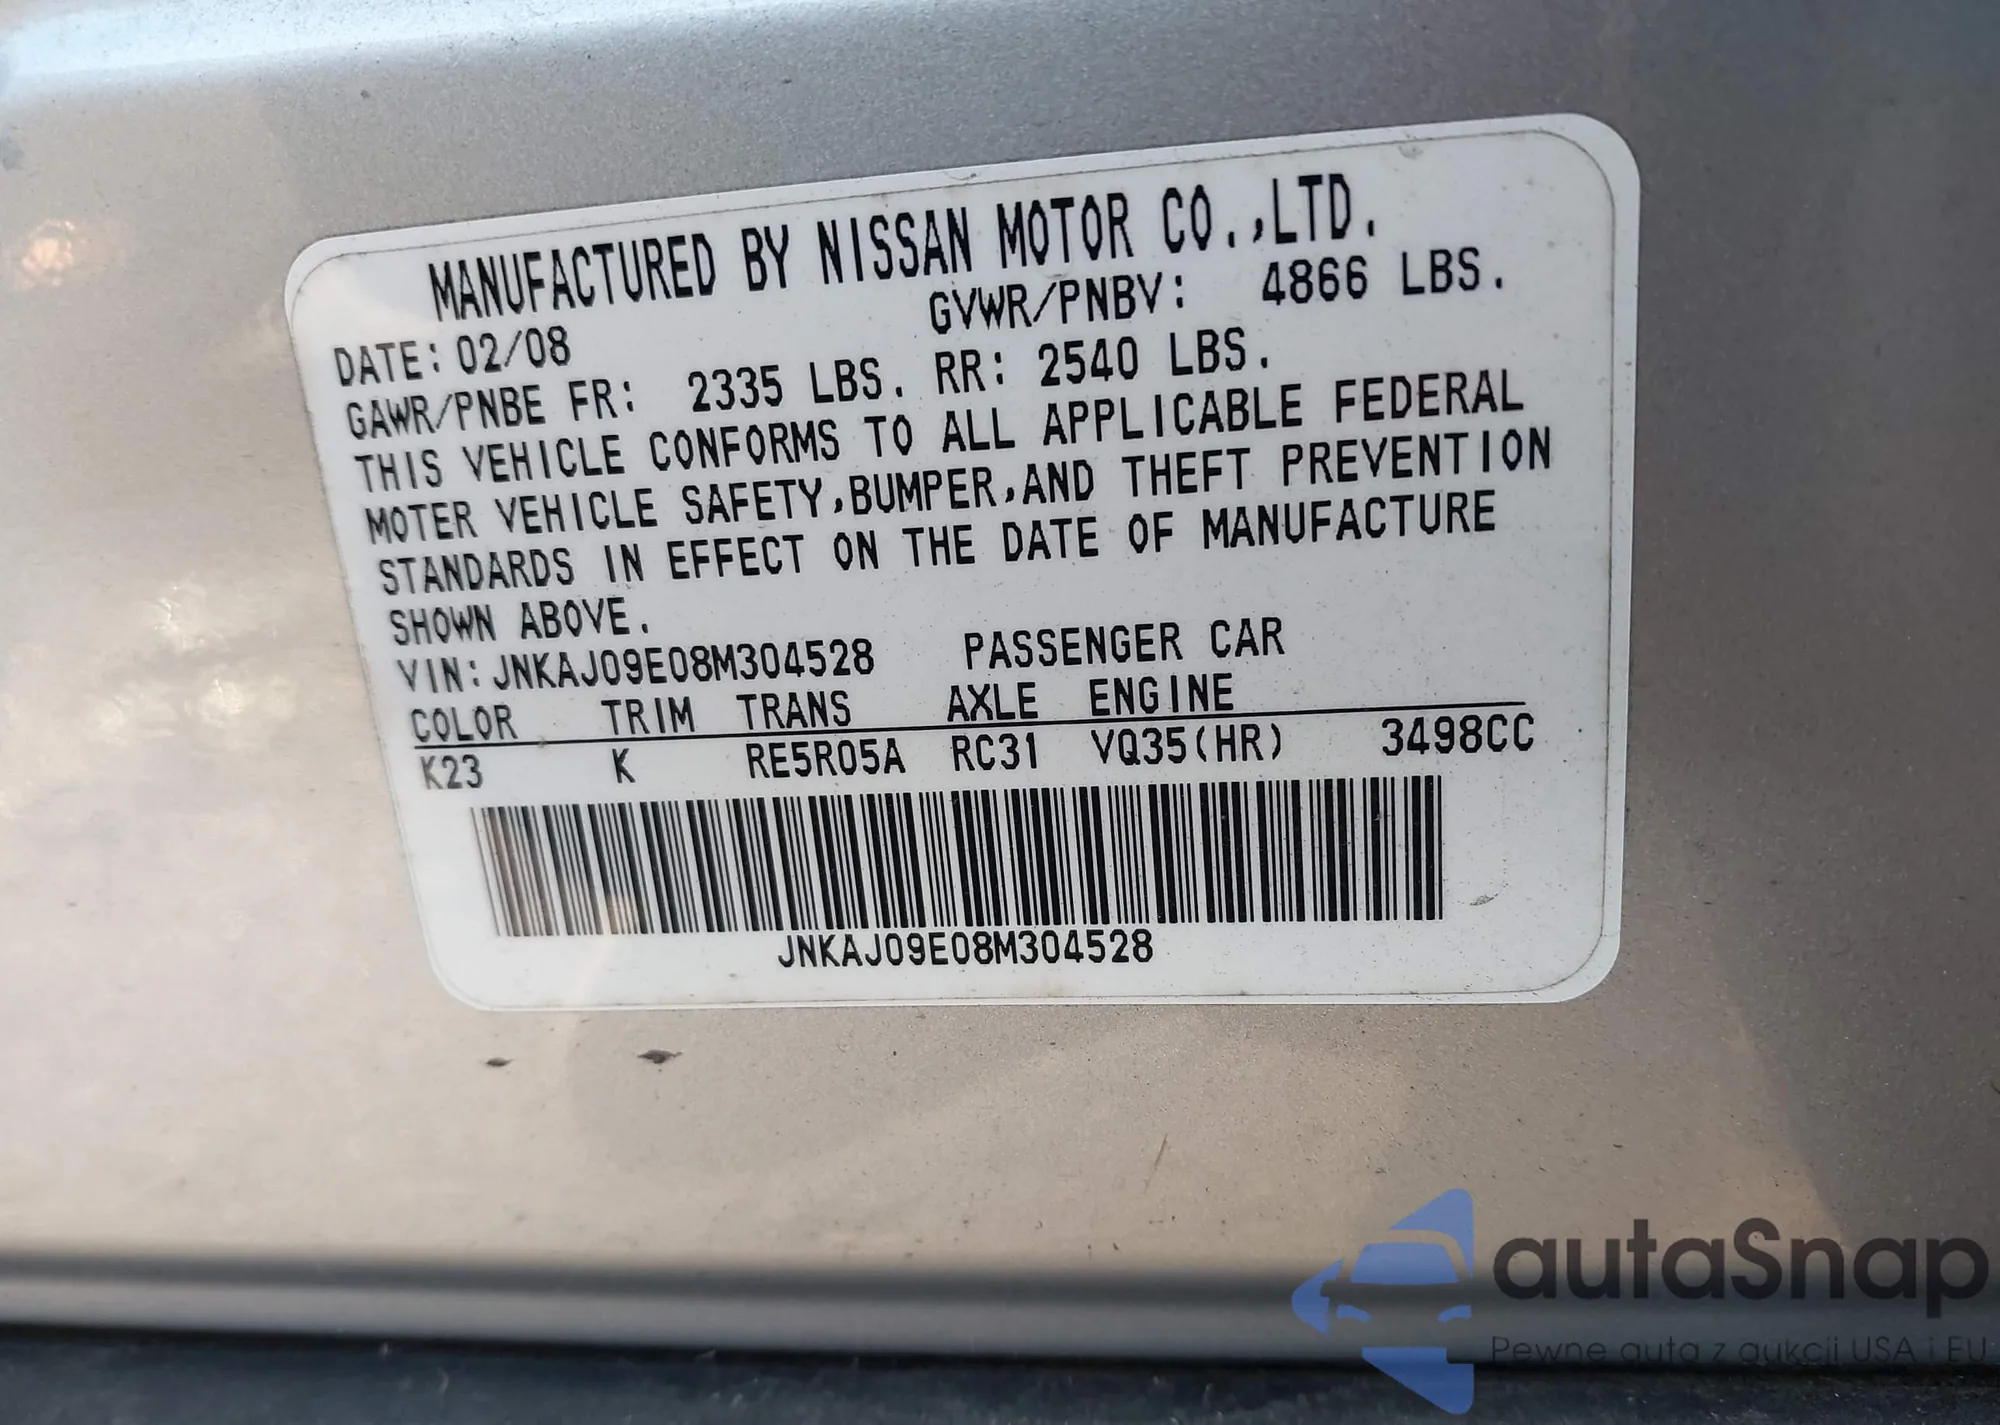 MANUFACTURED BY NISSAN MOTOR CO.,LTD.
DATE: 02/08 GVWR/PNBV: 4866 LBS.
GAWR/PNBE FR: 2335 LBS. RR: 2540 LBS.
THIS VEHICLE CONFORMS TO ALL APPLICABLE FEDERAL
MOTER VEHICLE SAFETY,BUMPER,AND THEFT PREVENTION
STANDARDS IN EFFECT ON THE DATE OF MANUFACTURE
SHOWN ABOVE.
VIN: JNKAJ09E08M304528 PASSENGER CAR
COLOR TRIM TRANS AXLE ENGINE
K23 K RE5R05A RC31 VQ35(HR) 3498CC
JNKAJ09E08M304528
autaSnap
Pewne auta z aukcji USA i EU